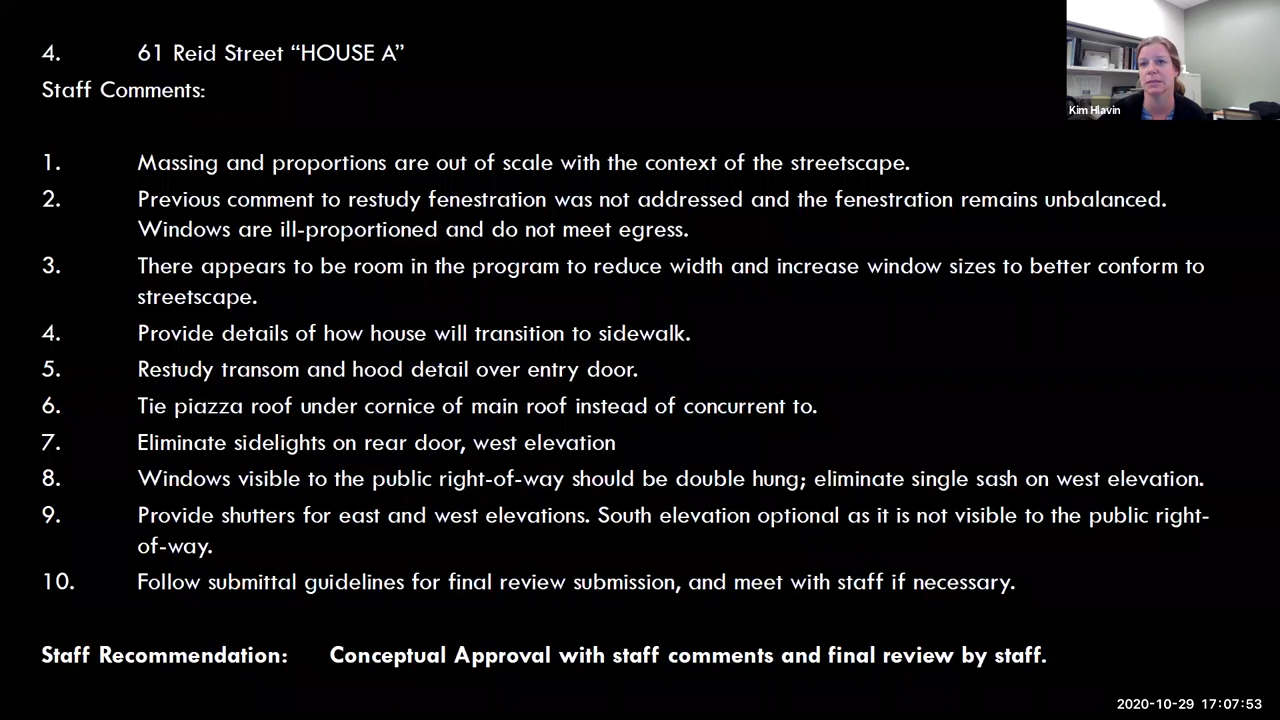 4. 61 Reid Street “HOUSE A”
Staff Comments:
Kim Hlavin
1. Massing and proportions are out of scale with the context of the streetscape.
2. Previous comment to restudy fenestration was not addressed and the fenestration remains unbalanced.
Windows are ill-proportioned and do not meet egress.
3. There appears to be room in the program to reduce width and increase window sizes to better conform to
streetscape.
4. Provide details of how house will transition to sidewalk.
5. Restudy transom and hood detail over entry door.
6. Tie piazza roof under cornice of main roof instead of concurrent to.
7. Eliminate sidelights on rear door, west elevation
8. Windows visible to the public right-of-way should be double hung; eliminate single sash on west elevation.
9. Provide shutters for east and west elevations. South elevation optional as it is not visible to the public right-
of-way.
10. Follow submittal guidelines for final review submission, and meet with staff if necessary.
Staff Recommendation: Conceptual Approval with staff comments and final review by staff.
2020-10-29 17:07:53